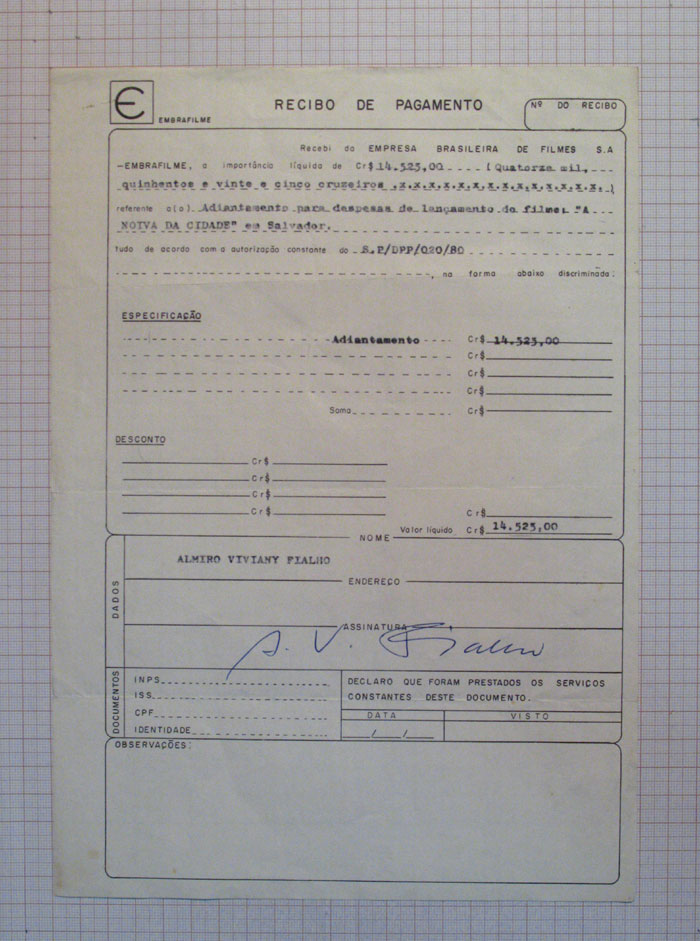 Є EMBRAFILME
RECIBO DE PAGAMENTO
Nº DO RECIBO
Recebi da EMPRESA BRASILEIRA DE FILMES S.A
-EMBRAFILME, a importância líquida de Cr$ 14.525,00 .... (Quatorze mil,
quinhentos e vinte e cinco cruzeiros .x.x.x.x.x.x.x.x.x.x.x.x.x.x.)
referente a(o) Adiantamento para despesas de lançamento do filme: "A
NOIVA DA CIDADE" em Salvador.
tudo de acordo com a autorização constante do S.P/DPP/020/80
, na forma abaixo discriminada:
ESPECIFICAÇÃO
Adiantamento Cr$ 14.525,00
Cr$
Cr$
Cr$
Soma Cr$
DESCONTO
Cr$
Cr$
Cr$
Cr$ Cr$
Valor líquido Cr$ 14.525,00
NOME
ALMIRO VIVIANY FIALHO
ENDEREÇO
DADOS
ASSINATURA
A. V. Fialho
DOCUMENTOS
INPS
ISS
CPF
IDENTIDADE
DECLARO QUE FORAM PRESTADOS OS SERVIÇOS
CONSTANTES DESTE DOCUMENTO.
DATA VISTO
/ /
OBSERVAÇÕES: